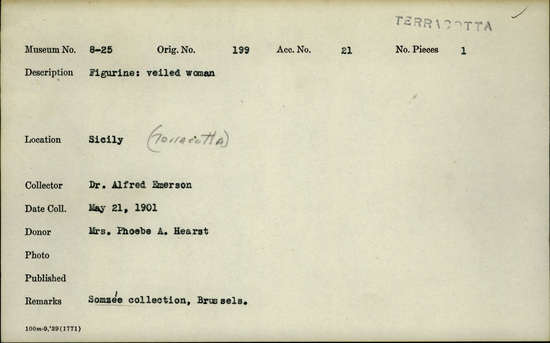 TERRACOTTA
Museum No. 8-25 Orig. No. 199 Acc. No. 21 No. Pieces 1
Description Figurine: veiled woman
Location Sicily (terracotta)
Collector Dr. Alfred Emerson
Date Coll. May 21, 1901
Donor Mrs. Phoebe A. Hearst
Photo
Published
Remarks Somzée collection, Brussels.
100m-9,'39(1771)